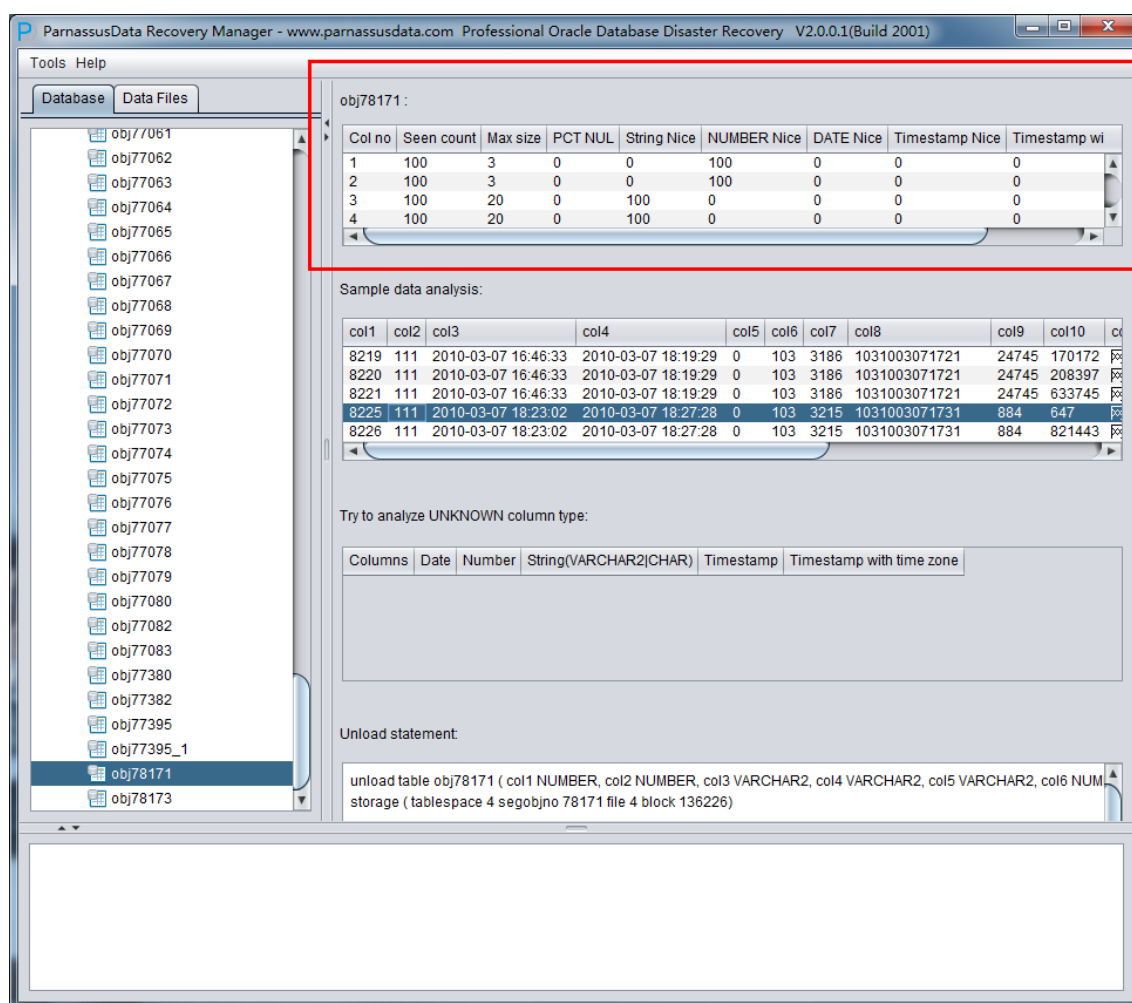 ParnassusData Recovery Manager - www.parnassusdata.com Professional Oracle Database Disaster Recovery V2.0.0.1(Build 2001)
Tools Help
Database Data Files
obj77061
obj77062
obj77063
obj77064
obj77065
obj77066
obj77067
obj77068
obj77069
obj77070
obj77071
obj77072
obj77073
obj77074
obj77075
obj77076
obj77077
obj77078
obj77079
obj77080
obj77082
obj77083
obj77380
obj77382
obj77395
obj77395_1
obj78171
obj78173
obj78171 :
Col no Seen count Max size PCT NUL String Nice NUMBER Nice DATE Nice Timestamp Nice Timestamp wi
1 100 3 0 0 100 0 0 0
2 100 3 0 0 100 0 0 0
3 100 20 0 100 0 0 0 0
4 100 20 0 100 0 0 0 0
Sample data analysis:
col1 col2 col3 col4 col5 col6 col7 col8 col9 col10
8219 111 2010-03-07 16:46:33 2010-03-07 18:19:29 0 103 3186 1031003071721 24745 170172
8220 111 2010-03-07 16:46:33 2010-03-07 18:19:29 0 103 3186 1031003071721 24745 208397
8221 111 2010-03-07 16:46:33 2010-03-07 18:19:29 0 103 3186 1031003071721 24745 633745
8225 111 2010-03-07 18:23:02 2010-03-07 18:27:28 0 103 3215 1031003071731 884 647
8226 111 2010-03-07 18:23:02 2010-03-07 18:27:28 0 103 3215 1031003071731 884 821443
Try to analyze UNKNOWN column type:
Columns Date Number String(VARCHAR2|CHAR) Timestamp Timestamp with time zone
Unload statement:
unload table obj78171 ( col1 NUMBER, col2 NUMBER, col3 VARCHAR2, col4 VARCHAR2, col5 VARCHAR2, col6 NUM
storage ( tablespace 4 segobjno 78171 file 4 block 136226)